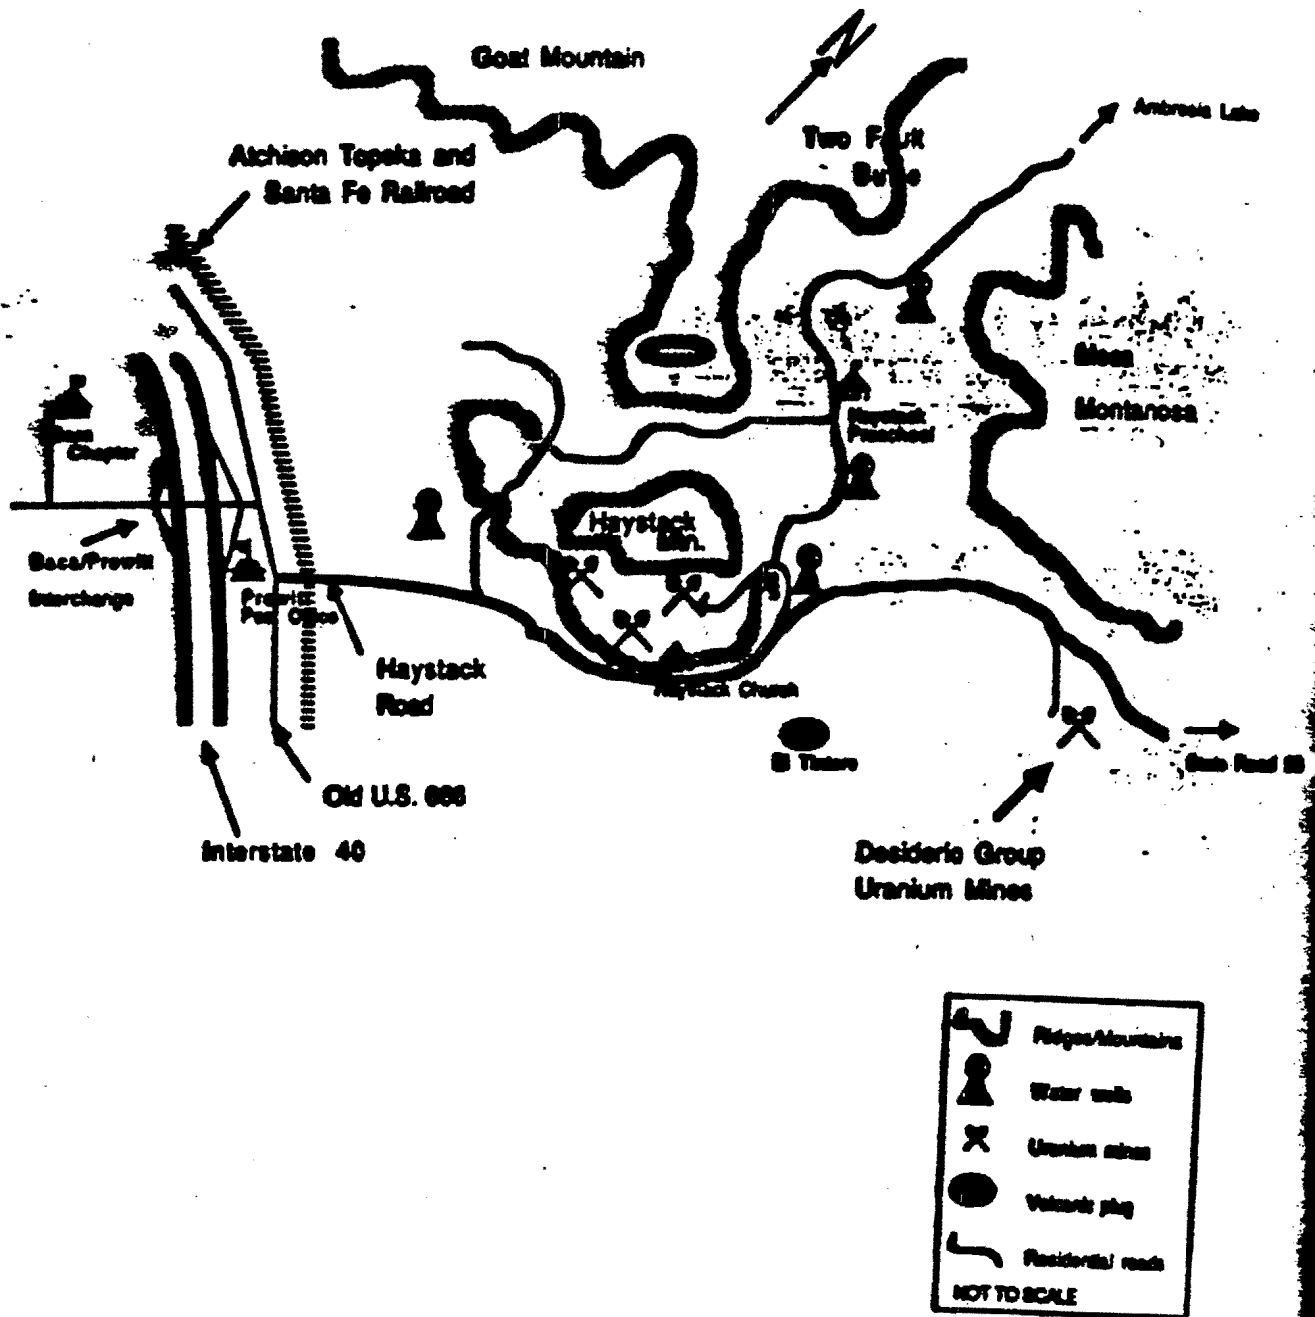 Goat Mountain
Ambrosia Lake
Two Fault
Butte
Atchison Topeka and
Santa Fe Railroad
Mesa
Montanosa
Haystack
Preschool
Baca
Chapter
Haystack
Mtn.
Baca/Prewitt
Interchange
Prewitt
Post Office
Haystack
Road
Haystack Church
El Tintero
State Road
Old U.S. 666
Interstate 40
Desiderio Group
Uranium Mines
Ridges/Mountains
Water wells
Uranium mines
Volcanic plug
Residential roads
NOT TO SCALE